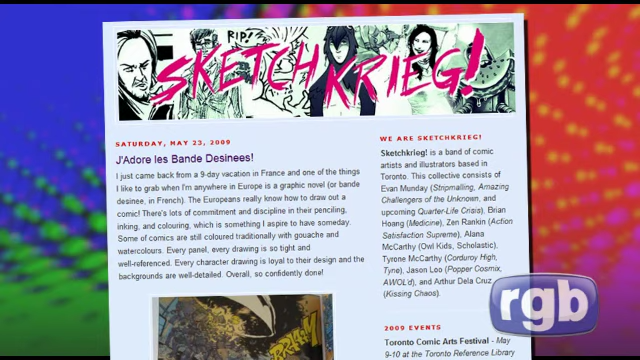 RIP!
SKETCHKRIEG!
SATURDAY, MAY 23, 2009
J'Adore les Bande Desinees!
I just came back from a 9-day vacation in France and one of the things
I like to grab when I'm anywhere in Europe is a graphic novel (or bande
desinee, in French). The Europeans really know how to draw out a
comic! There's lots of commitment and discipline in their penciling,
inking, and colouring, which is something I aspire to have someday.
Some of comics are still coloured traditionally with gouache and
watercolours. Every panel, every drawing is so tight and
well-referenced. Every character drawing is loyal to their design and the
backgrounds are well-detailed. Overall, so confidently done!
WE ARE SKETCHKRIEG!
Sketchkrieg! is a band of comic
artists and illustrators based in
Toronto. This collective consists of
Evan Munday (Stripmalling, Amazing
Challengers of the Unknown, and
upcoming Quarter-Life Crisis), Brian
Hoang (Medicine), Zen Rankin (Action
Satisfaction Supreme), Alana
McCarthy (Owl Kids, Scholastic),
Tyrone McCarthy (Corduroy High,
Tyne), Jason Loo (Popper Cosmix,
AWOL'd), and Arthur Dela Cruz
(Kissing Chaos).
2009 EVENTS
Toronto Comic Arts Festival - May
9-10 at the Toronto Reference Library
rgb